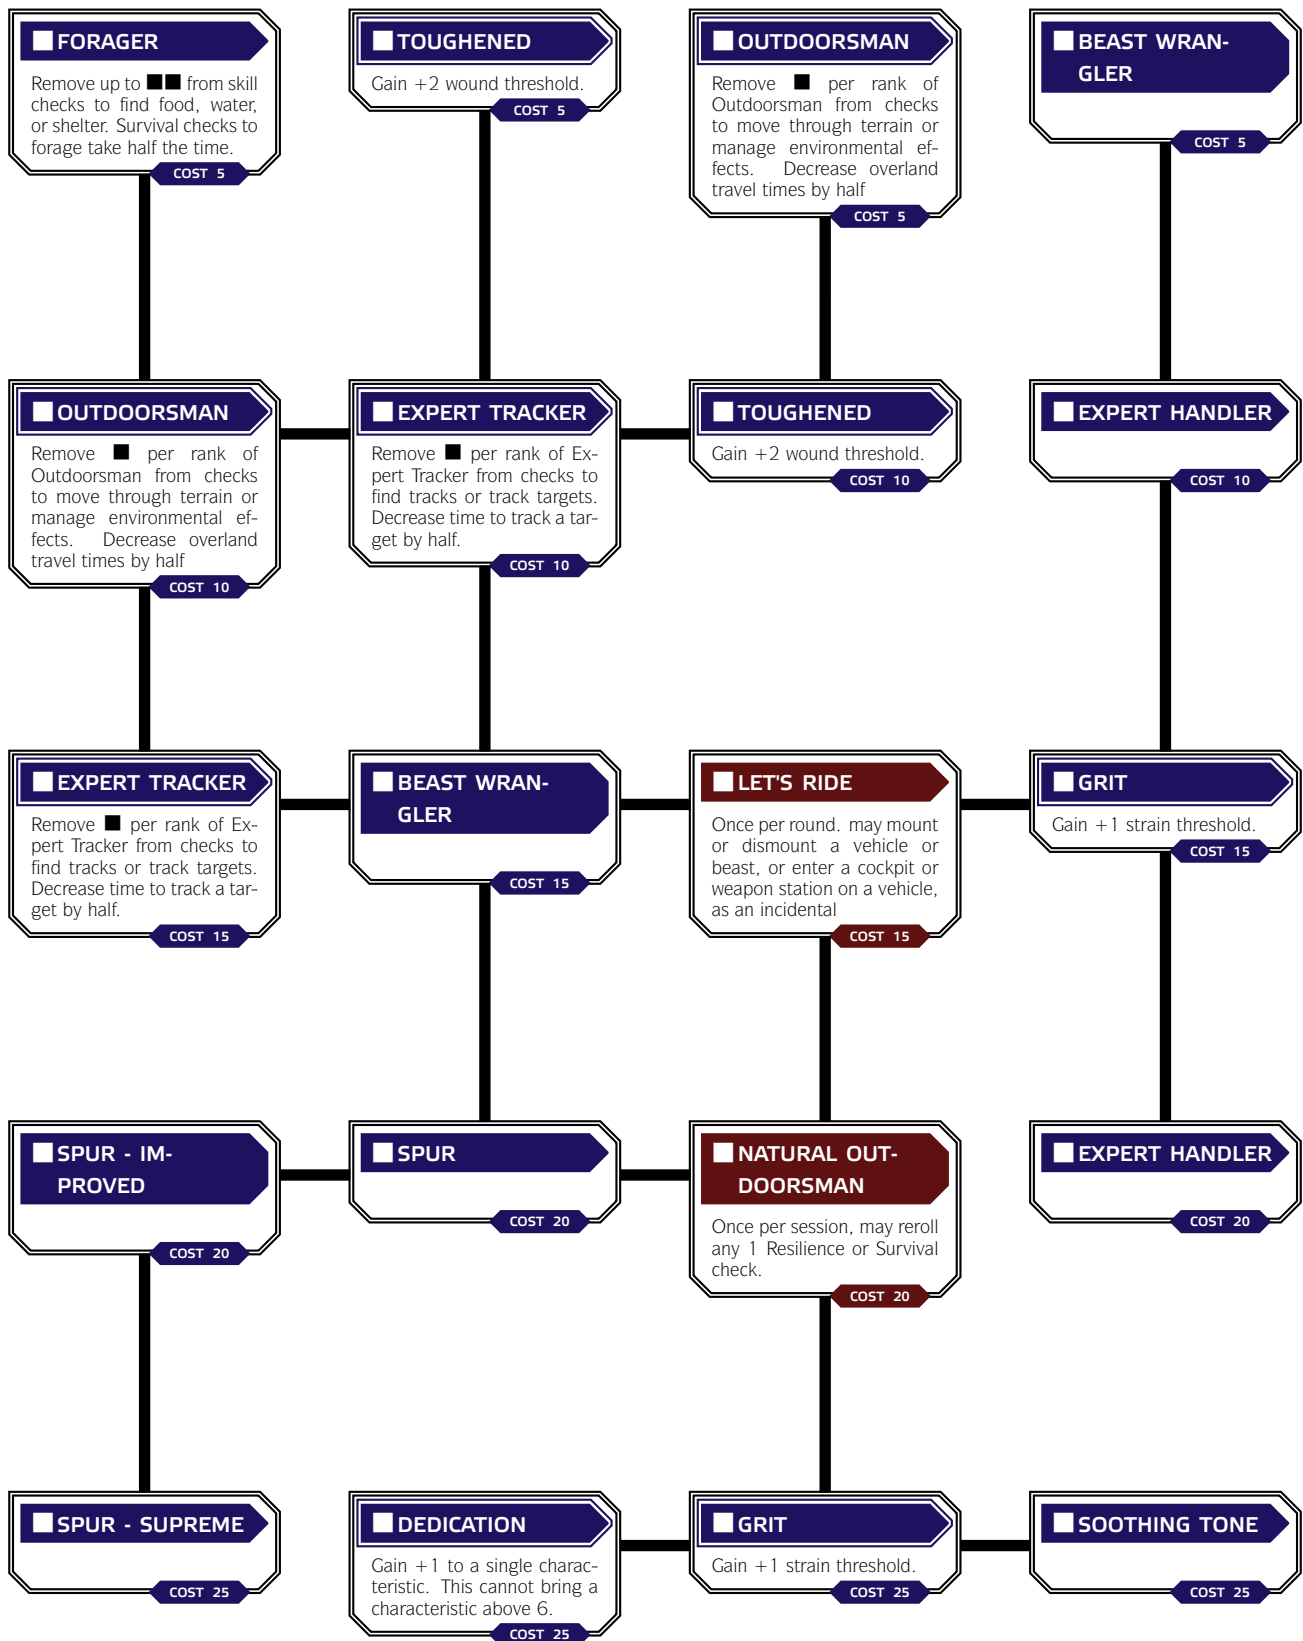 FORAGER
Remove up to ■■ from skill
checks to find food, water,
or shelter. Survival checks to
forage take half the time.
COST 5
TOUGHENED
Gain +2 wound threshold.
COST 5
OUTDOORSMAN
Remove ■ per rank of
Outdoorsman from checks
to move through terrain or
manage environmental ef-
fects. Decrease overland
travel times by half
COST 5
BEAST WRAN-
GLER
COST 5
OUTDOORSMAN
Remove ■ per rank of
Outdoorsman from checks
to move through terrain or
manage environmental ef-
fects. Decrease overland
travel times by half
COST 10
EXPERT TRACKER
Remove ■ per rank of Ex-
pert Tracker from checks to
find tracks or track targets.
Decrease time to track a tar-
get by half.
COST 10
TOUGHENED
Gain +2 wound threshold.
COST 10
EXPERT HANDLER
COST 10
EXPERT TRACKER
Remove ■ per rank of Ex-
pert Tracker from checks to
find tracks or track targets.
Decrease time to track a tar-
get by half.
COST 15
BEAST WRAN-
GLER
COST 15
LET'S RIDE
Once per round. may mount
or dismount a vehicle or
beast, or enter a cockpit or
weapon station on a vehicle,
as an incidental
COST 15
GRIT
Gain +1 strain threshold.
COST 15
SPUR - IM-
PROVED
COST 20
SPUR
COST 20
NATURAL OUT-
DOORSMAN
Once per session, may reroll
any 1 Resilience or Survival
check.
COST 20
EXPERT HANDLER
COST 20
SPUR - SUPREME
COST 25
DEDICATION
Gain +1 to a single charac-
teristic. This cannot bring a
characteristic above 6.
COST 25
GRIT
Gain +1 strain threshold.
COST 25
SOOTHING TONE
COST 25